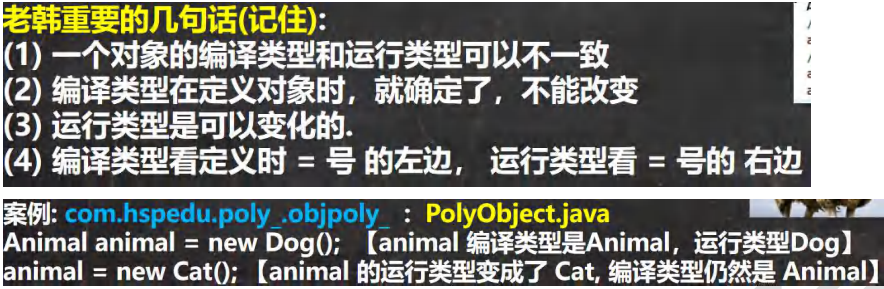 老韩重要的几句话(记住):
(1) 一个对象的编译类型和运行类型可以不一致
(2) 编译类型在定义对象时，就确定了，不能改变
(3) 运行类型是可以变化的.
(4) 编译类型看定义时 = 号 的左边， 运行类型看 = 号的 右边
案例: com.hspedu.poly_.objpoly_ : PolyObject.java
Animal animal = new Dog(); 【animal 编译类型是Animal，运行类型Dog】
animal = new Cat(); 【animal 的运行类型变成了 Cat, 编译类型仍然是 Animal】